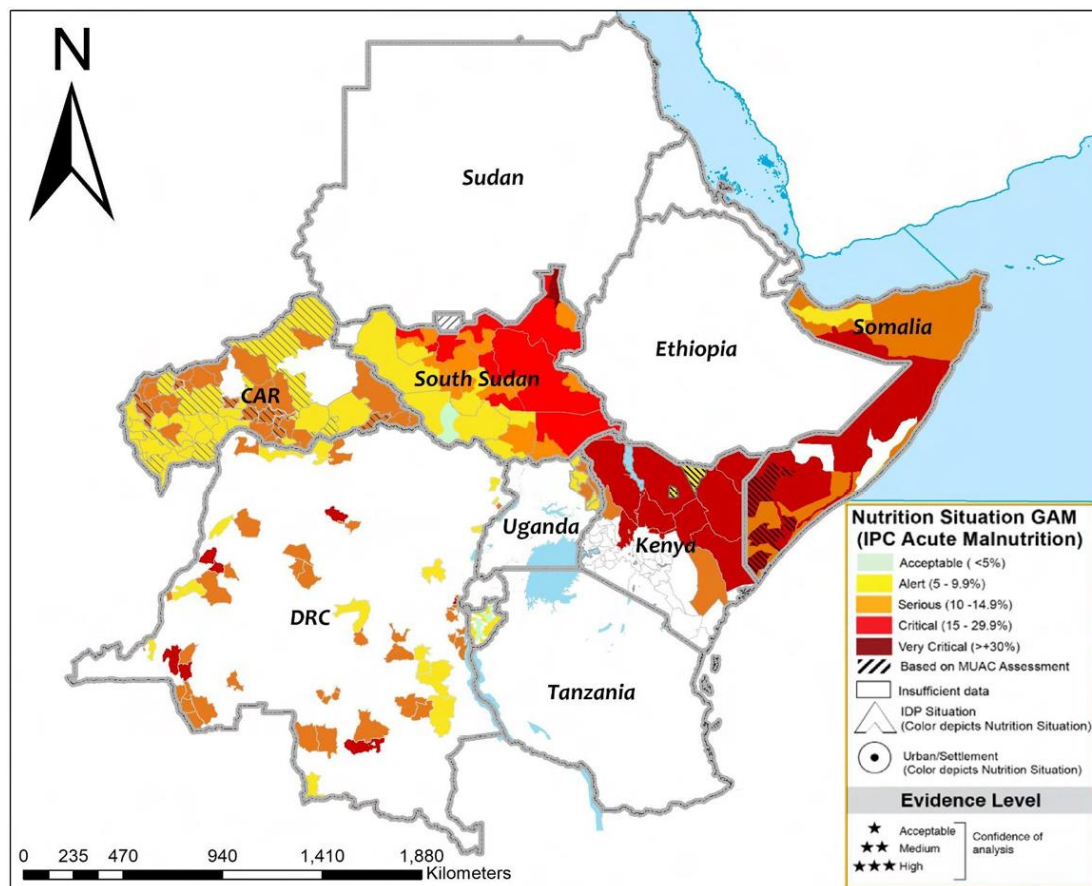 N
Sudan
Ethiopia
Somalia
South Sudan
CAR
Uganda
Kenya
DRC
Tanzania
Nutrition Situation GAM
(IPC Acute Malnutrition)
Acceptable ( <5%)
Alert (5 - 9.9%)
Serious (10 -14.9%)
Critical (15 - 29.9%)
Very Critical (>+30%)
Based on MUAC Assessment
Insufficient data
IDP Situation
(Color depicts Nutrition Situation)
Urban/Settlement
(Color depicts Nutrition Situation)
Evidence Level
Acceptable
Medium
High
Confidence of
analysis
0 235 470 940 1,410 1,880
Kilometers